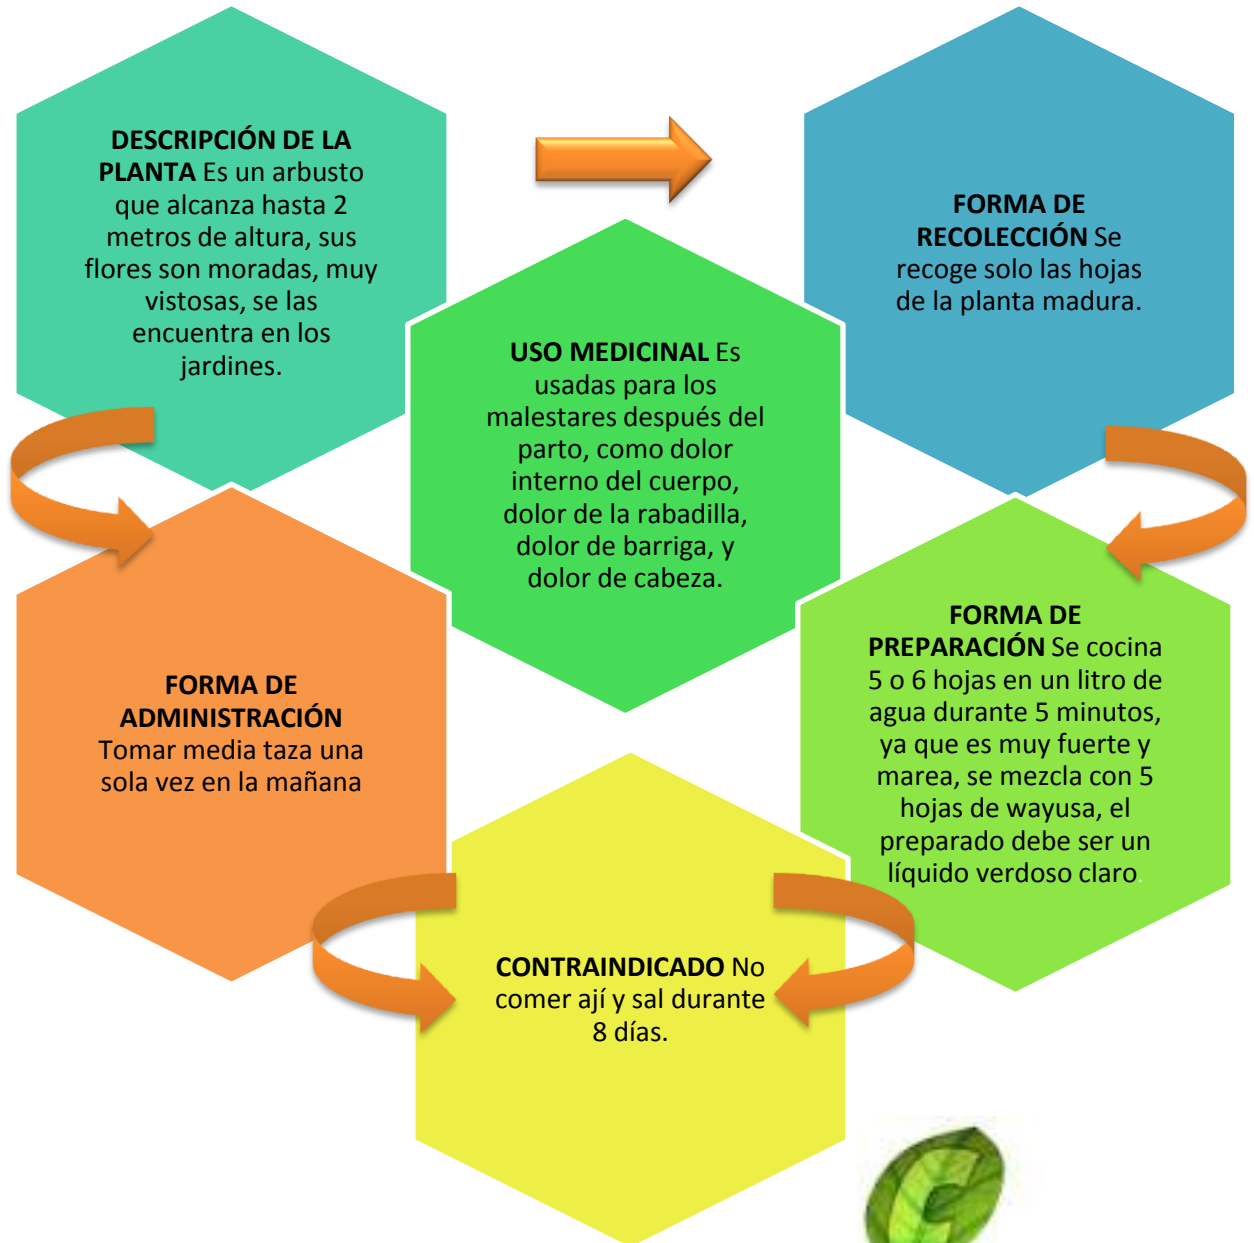 DESCRIPCIÓN DE LA
PLANTA Es un arbusto
que alcanza hasta 2
metros de altura, sus
flores son moradas, muy
vistosas, se las
encuentra en los
jardines.
FORMA DE
RECOLECCIÓN Se
recoge solo las hojas
de la planta madura.
USO MEDICINAL Es
usadas para los
malestares después del
parto, como dolor
interno del cuerpo,
dolor de la rabadilla,
dolor de barriga, y
dolor de cabeza.
FORMA DE
ADMINISTRACIÓN
Tomar media taza una
sola vez en la mañana
FORMA DE
PREPARACIÓN Se cocina
5 o 6 hojas en un litro de
agua durante 5 minutos,
ya que es muy fuerte y
marea, se mezcla con 5
hojas de wayusa, el
preparado debe ser un
líquido verdoso claro.
CONTRAINDICADO No
comer ají y sal durante
8 días.
C